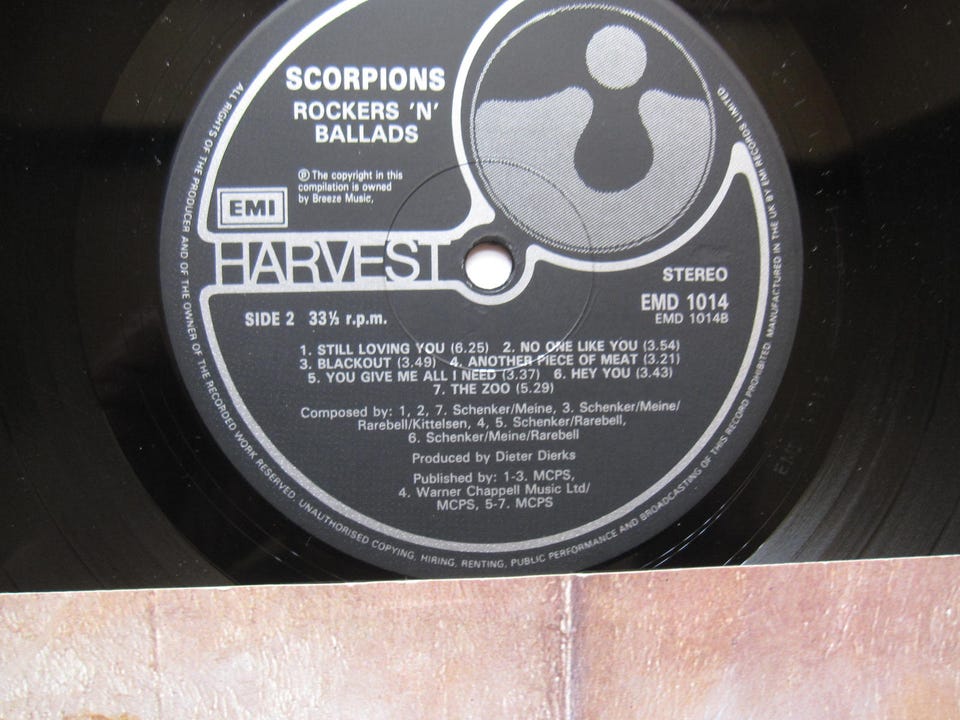 SCORPIONS
ROCKERS 'N'
BALLADS
℗ The copyright in this
compilation is owned
by Breeze Music,
EMI
HARVEST
STEREO
EMD 1014
EMD 1014B
SIDE 2 33⅓ r.p.m.
1. STILL LOVING YOU (6.25) 2. NO ONE LIKE YOU (3.54)
3. BLACKOUT (3.49) 4. ANOTHER PIECE OF MEAT (3.21)
5. YOU GIVE ME ALL I NEED (3.37) 6. HEY YOU (3.43)
7. THE ZOO (5.29)
Composed by: 1, 2, 7. Schenker/Meine, 3. Schenker/Meine/
Rarebell/Kittelsen, 4, 5. Schenker/Rarebell,
6. Schenker/Meine/Rarebell
Produced by Dieter Dierks
Published by: 1-3. MCPS,
4. Warner Chappell Music Ltd/
MCPS, 5-7. MCPS
ALL RIGHTS OF THE PRODUCER AND OF THE OWNER OF THE RECORDED WORK RESERVED. UNAUTHORISED COPYING, HIRING, RENTING, PUBLIC PERFORMANCE AND BROADCASTING OF THIS RECORD PROHIBITED. MANUFACTURED IN THE UK BY EMI RECORDS LIMITED